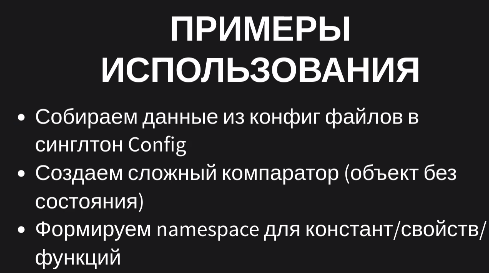 ПРИМЕРЫ
ИСПОЛЬЗОВАНИЯ
• Собираем данные из конфиг файлов в
синглтон Config
• Создаем сложный компаратор (объект без
состояния)
• Формируем namespace для констант/свойств/
функций